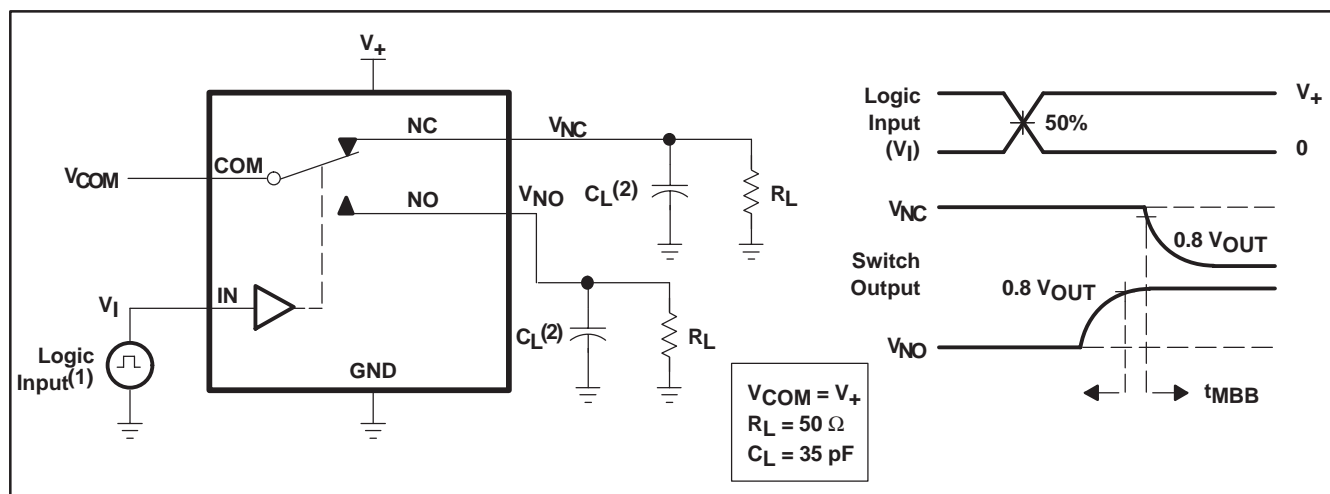 V+
NC
VNC
COM
VCOM
CL(2)
RL
NO
VNO
VI
IN
CL(2)
RL
Logic
Input(1)
GND
VCOM = V+
RL = 50 Ω
CL = 35 pF
Logic
Input
(VI)
50%
V+
0
VNC
0.8 VOUT
Switch
Output
0.8 VOUT
VNO
tMBB